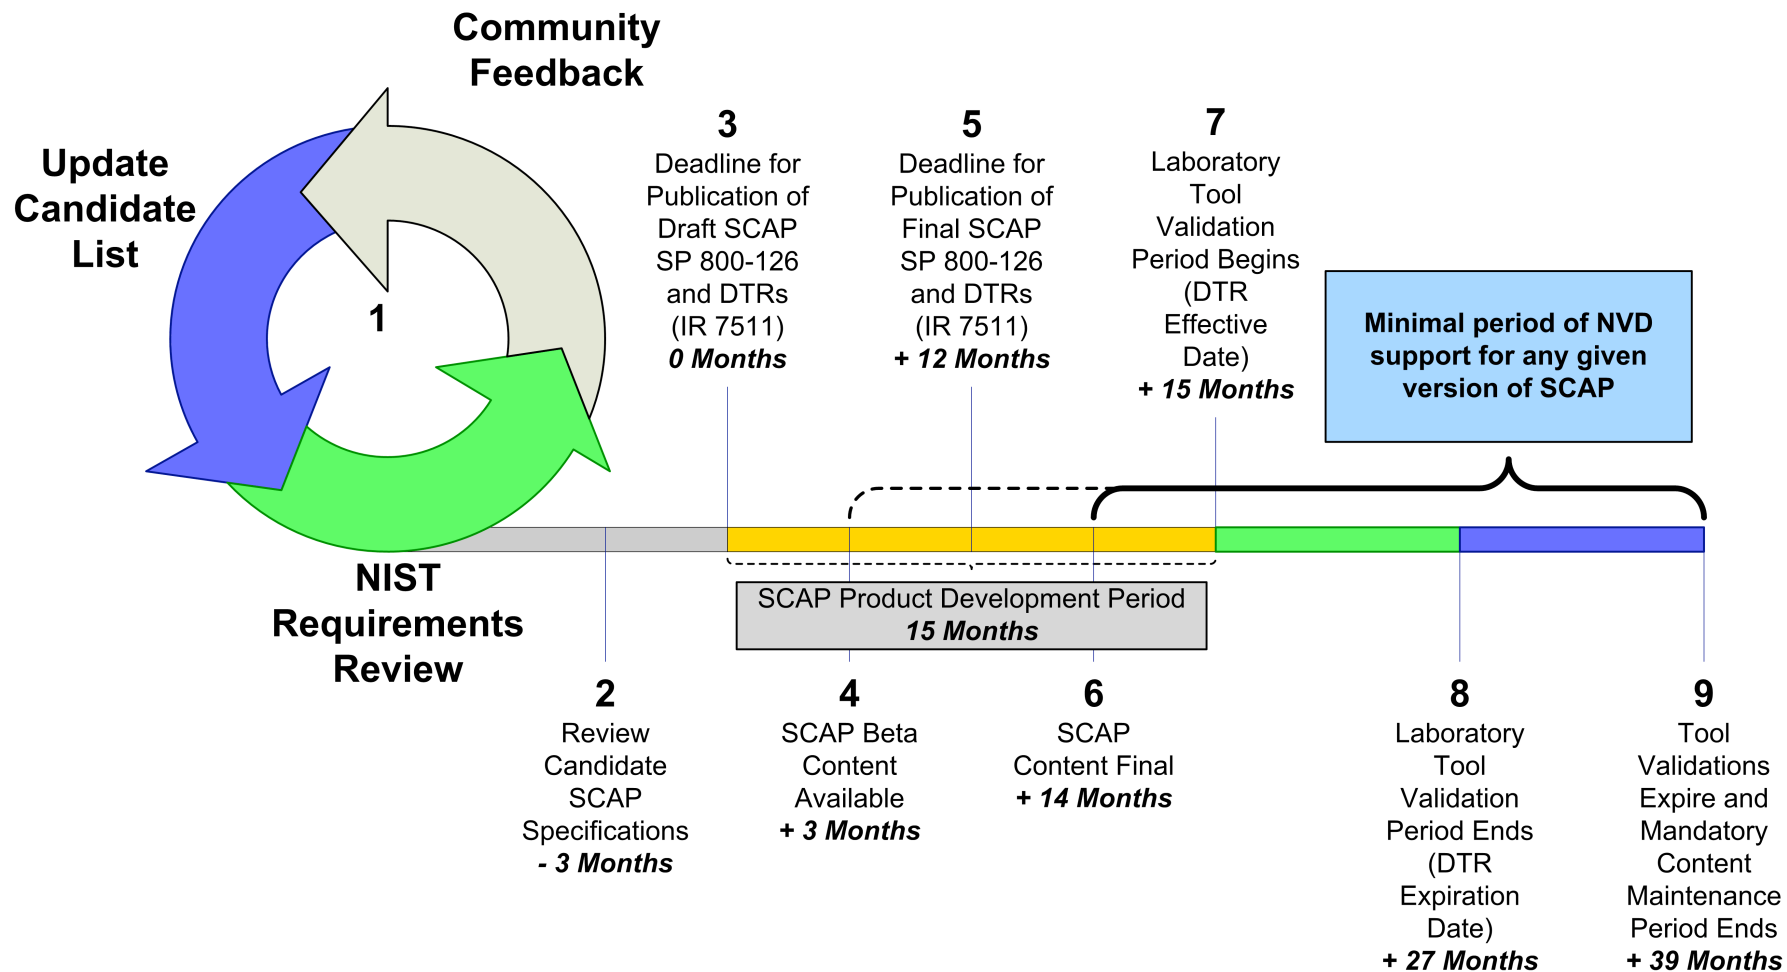 Community
Feedback
Update
Candidate
List
1
NIST
Requirements
Review
2
Review
Candidate
SCAP
Specifications
- 3 Months
3
Deadline for
Publication of
Draft SCAP
SP 800-126
and DTRs
(IR 7511)
0 Months
4
SCAP Beta
Content
Available
+ 3 Months
5
Deadline for
Publication of
Final SCAP
SP 800-126
and DTRs
(IR 7511)
+ 12 Months
6
SCAP
Content Final
+ 14 Months
7
Laboratory
Tool
Validation
Period Begins
(DTR
Effective
Date)
+ 15 Months
Minimal period of NVD
support for any given
version of SCAP
SCAP Product Development Period
15 Months
8
Laboratory
Tool
Validation
Period Ends
(DTR
Expiration
Date)
+ 27 Months
9
Tool
Validations
Expire and
Mandatory
Content
Maintenance
Period Ends
+ 39 Months